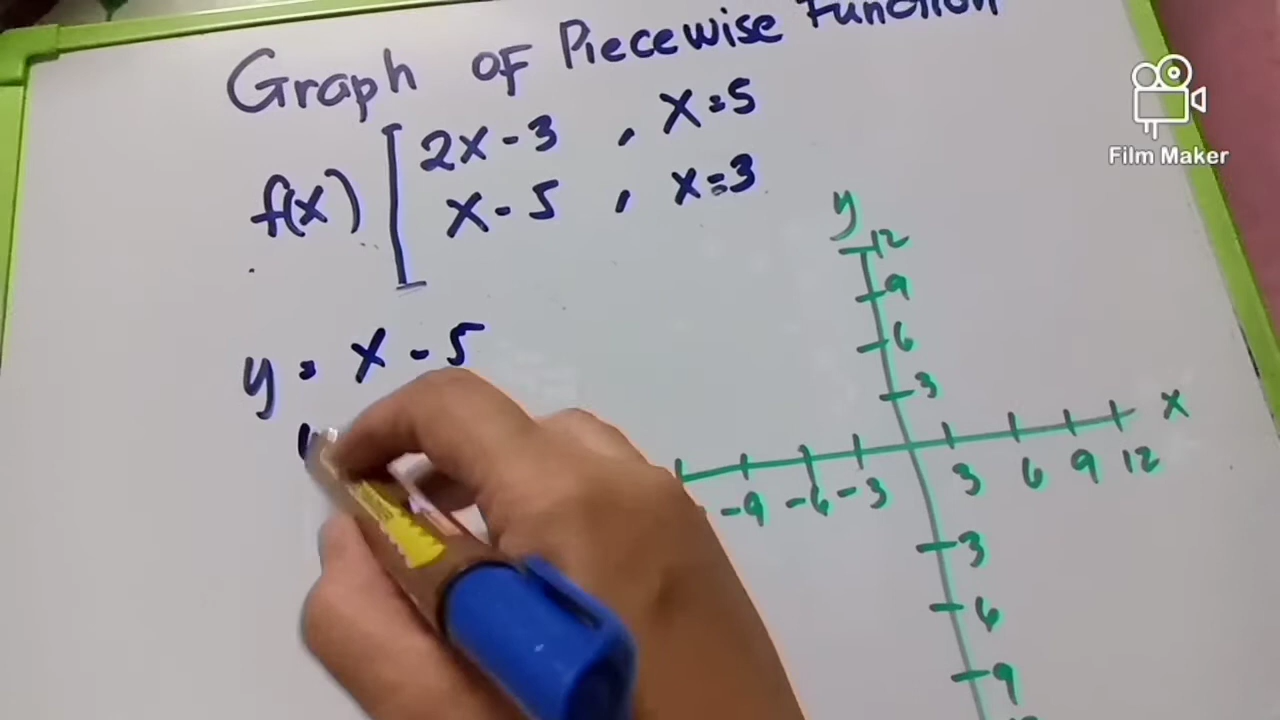 Graph of Piecewise Function
f(x) [ 2x - 3 , x = 5
x - 5 , x = 3
y = x - 5
Film Maker
y
12
9
6
3
x
-9 -6 -3 3 6 9 12
-3
-6
-9